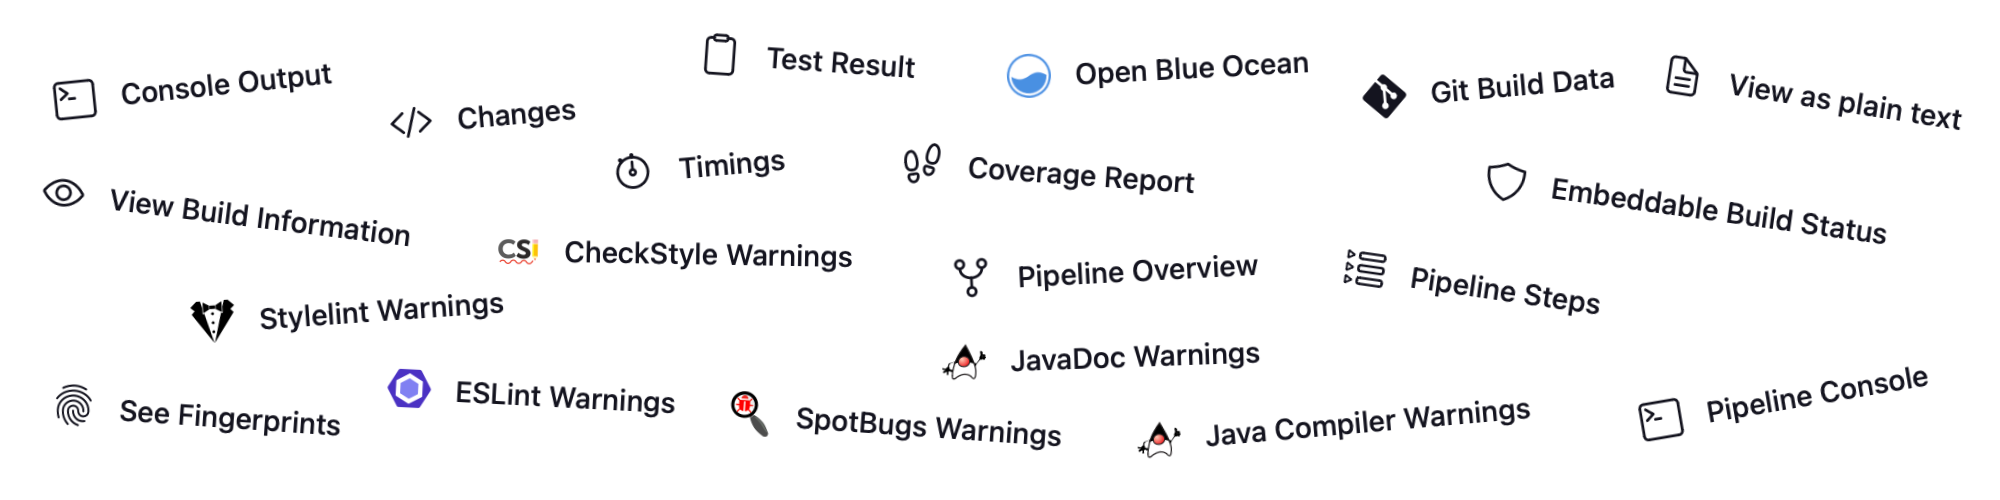 Console Output
Changes
Test Result
Open Blue Ocean
Git Build Data
View as plain text
View Build Information
Timings
Coverage Report
Embeddable Build Status
CSi
CheckStyle Warnings
Pipeline Overview
Pipeline Steps
Stylelint Warnings
JavaDoc Warnings
See Fingerprints
ESLint Warnings
SpotBugs Warnings
Java Compiler Warnings
Pipeline Console